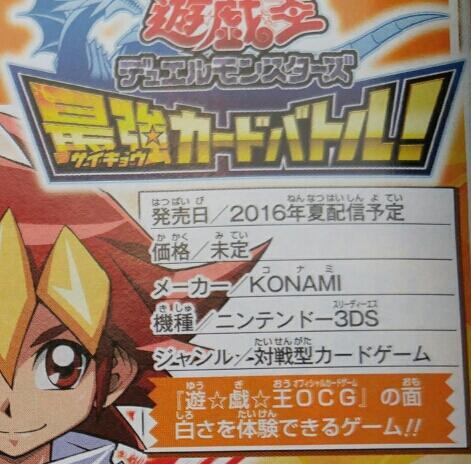 遊戯王
デュエルモンスターズ
最強カードバトル!
サイキョウ
はつばい び ねんなつはいしん よ てい
発売日/2016年夏配信予定
か かく み てい
価格/未定
コ ナ ミ
メーカー/KONAMI
き しゅ スリーディーエス
機種/ニンテンドー3DS
たいせんがた
ジャンル/対戦型カードゲーム
ゆう ぎ おう オフィシャルカードゲーム おも
『遊☆戯☆王OCG』の面
しろ たいけん
白さを体験できるゲーム!!